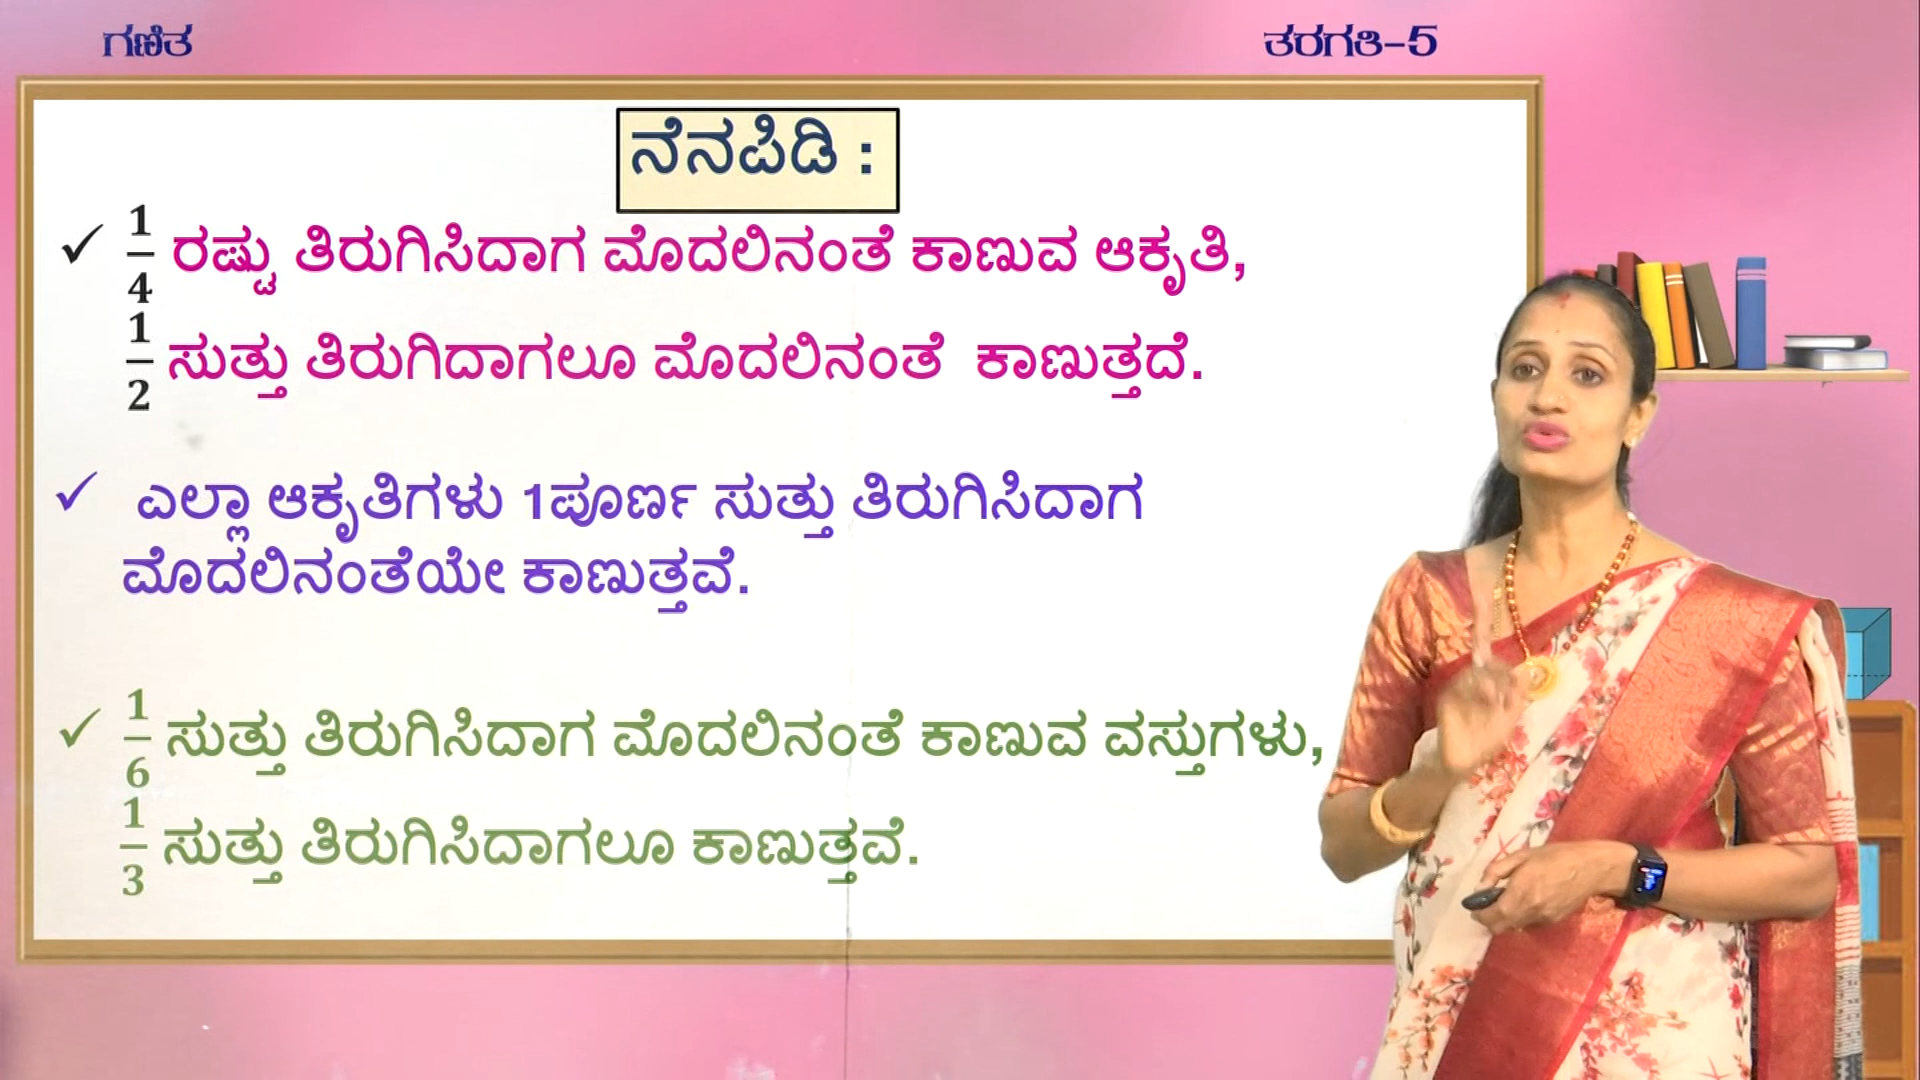 ಗಣಿತ
ತರಗತಿ-5
ನೆನಪಿಡಿ :
✓ 1/4 ರಷ್ಟು ತಿರುಗಿಸಿದಾಗ ಮೊದಲಿನಂತೆ ಕಾಣುವ ಆಕೃತಿ,
1/2 ಸುತ್ತು ತಿರುಗಿದಾಗಲೂ ಮೊದಲಿನಂತೆ ಕಾಣುತ್ತದೆ.
✓ ಎಲ್ಲಾ ಆಕೃತಿಗಳು 1ಪೂರ್ಣ ಸುತ್ತು ತಿರುಗಿಸಿದಾಗ
ಮೊದಲಿನಂತೆಯೇ ಕಾಣುತ್ತವೆ.
✓ 1/6 ಸುತ್ತು ತಿರುಗಿಸಿದಾಗ ಮೊದಲಿನಂತೆ ಕಾಣುವ ವಸ್ತುಗಳು,
1/3 ಸುತ್ತು ತಿರುಗಿಸಿದಾಗಲೂ ಕಾಣುತ್ತವೆ.